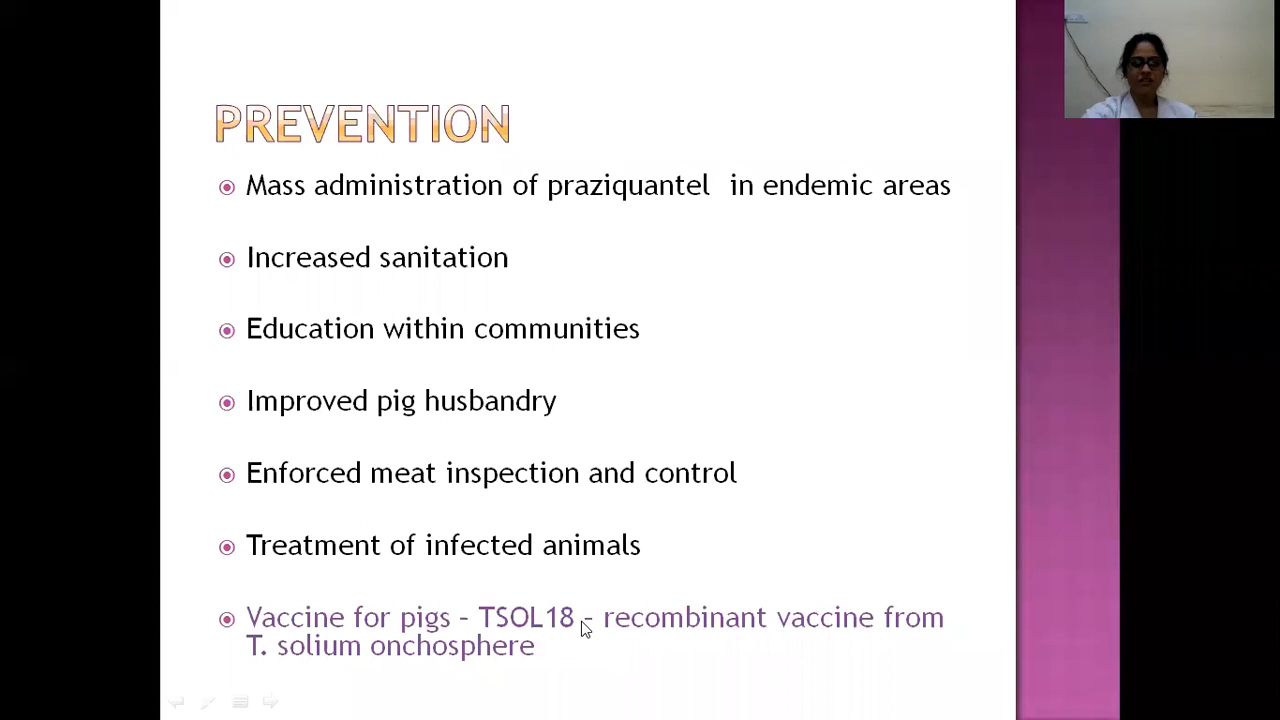 PREVENTION
Mass administration of praziquantel in endemic areas
Increased sanitation
Education within communities
Improved pig husbandry
Enforced meat inspection and control
Treatment of infected animals
Vaccine for pigs - TSOL18 - recombinant vaccine from
T. solium onchosphere